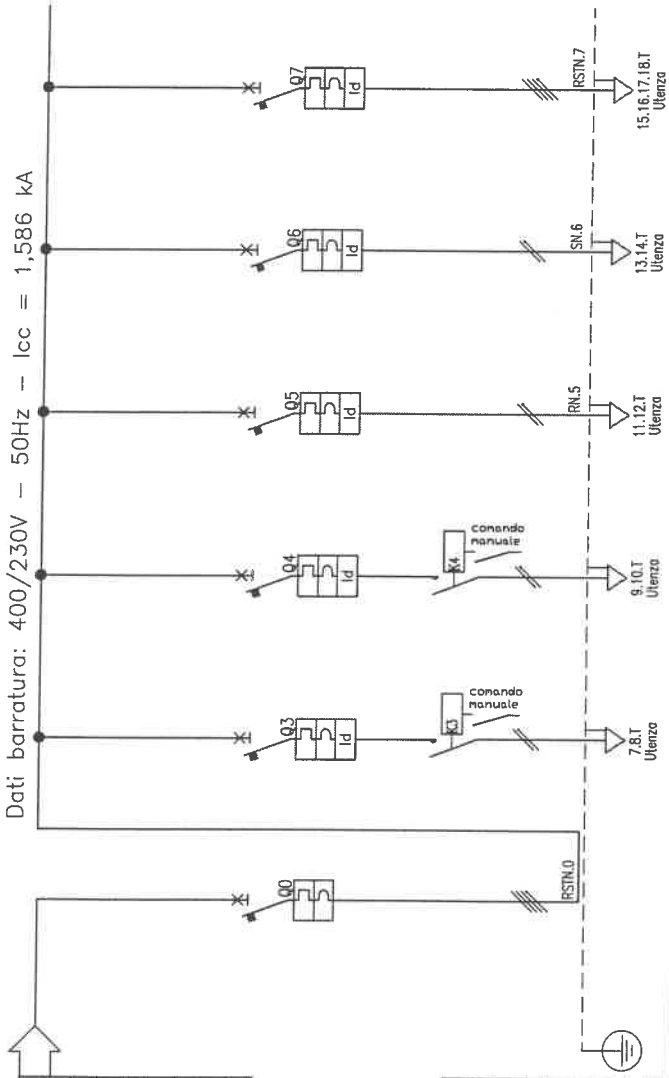 Dati barratura: 400/230V – 50Hz – Icc = 1,586 kA
Q0
RSTN.0
Q3
Id
K3
comando
manuale
7.8.T
Utenza
Q4
Id
K4
comando
manuale
9.10.T
Utenza
Q5
Id
RN.5
11.12.T
Utenza
Q6
Id
SN.6
13.14.T
Utenza
Q7
Id
RSTN.7
15.16.17.18.T
Utenza